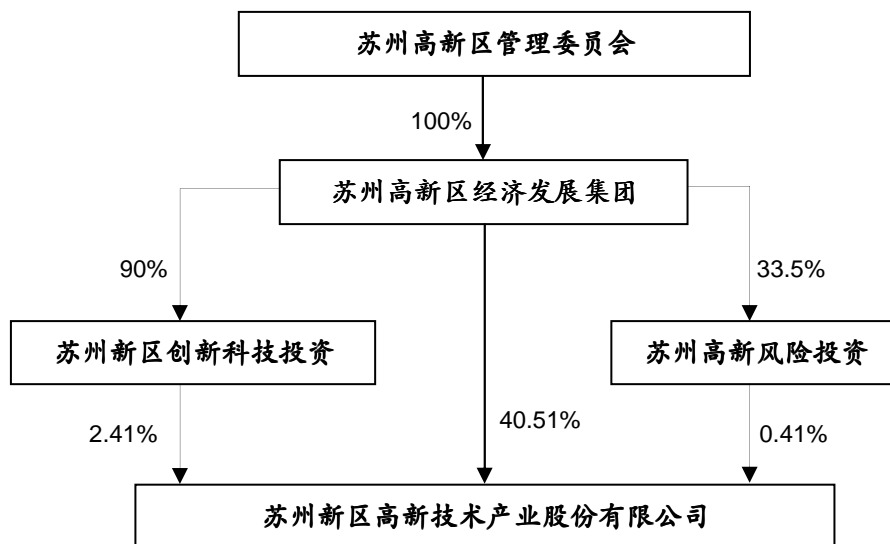 苏州高新区管理委员会
100%
苏州高新区经济发展集团
90%
33.5%
苏州新区创新科技投资
苏州高新风险投资
2.41%
40.51%
0.41%
苏州新区高新技术产业股份有限公司